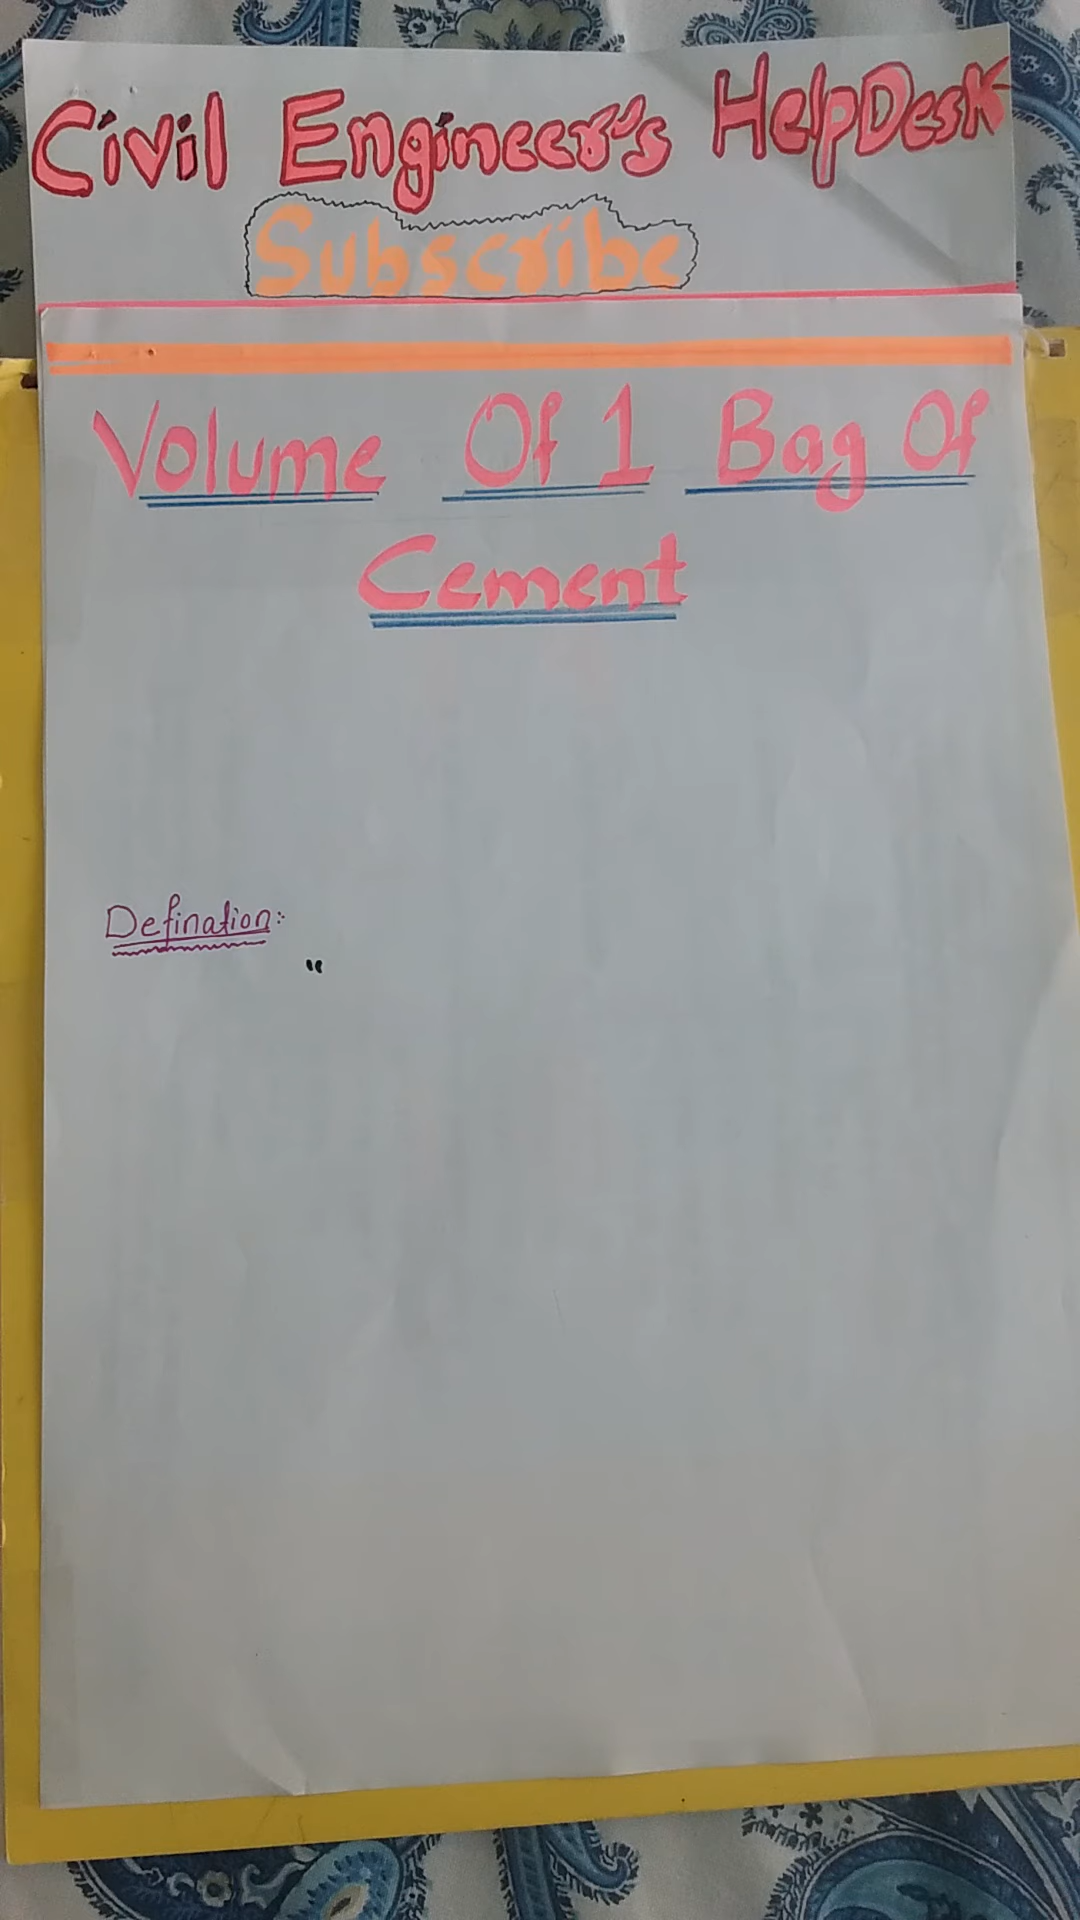 Civil Engineer's HelpDesk
Subscribe
Volume Of 1 Bag Of
Cement
Defination:
"